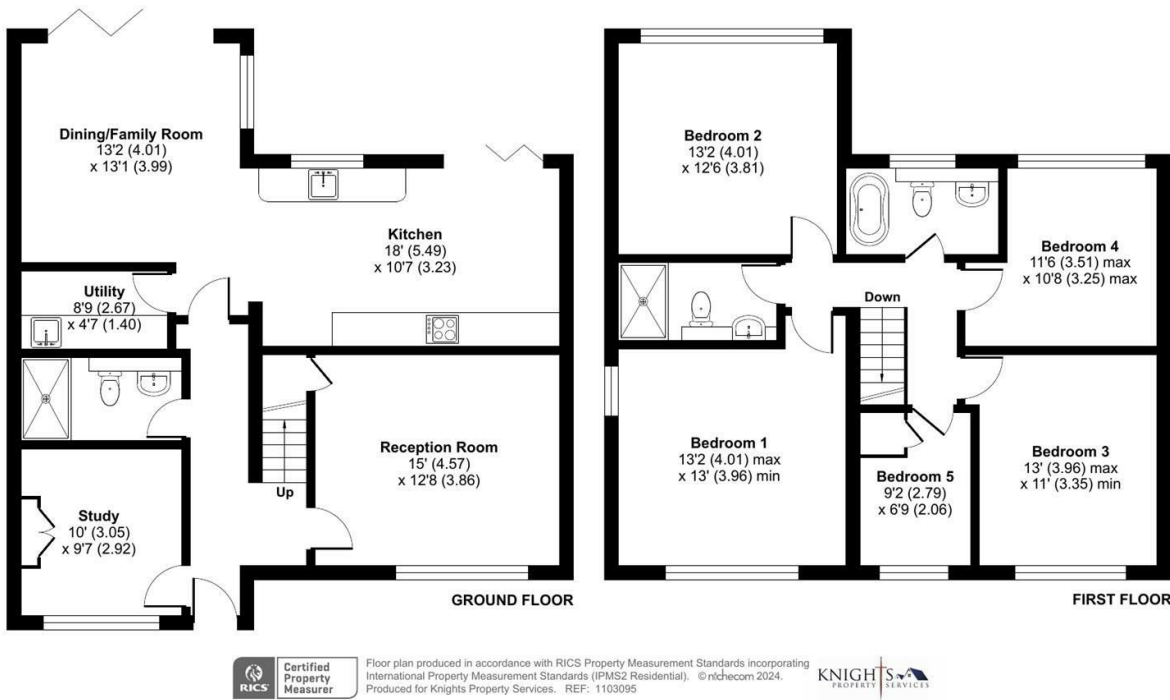 Dining/Family Room
13'2 (4.01)
x 13'1 (3.99)
Kitchen
18' (5.49)
x 10'7 (3.23)
Utility
8'9 (2.67)
x 4'7 (1.40)
Reception Room
15' (4.57)
x 12'8 (3.86)
Up
Study
10' (3.05)
x 9'7 (2.92)
GROUND FLOOR
Bedroom 2
13'2 (4.01)
x 12'6 (3.81)
Bedroom 4
11'6 (3.51) max
x 10'8 (3.25) max
Down
Bedroom 1
13'2 (4.01) max
x 13' (3.96) min
Bedroom 5
9'2 (2.79)
x 6'9 (2.06)
Bedroom 3
13' (3.96) max
x 11' (3.35) min
FIRST FLOOR
RICS
Certified
Property
Measurer
Floor plan produced in accordance with RICS Property Measurement Standards incorporating
International Property Measurement Standards (IPMS2 Residential). © nichecom 2024.
Produced for Knights Property Services. REF: 1103095
KNIGHTS
PROPERTY SERVICES